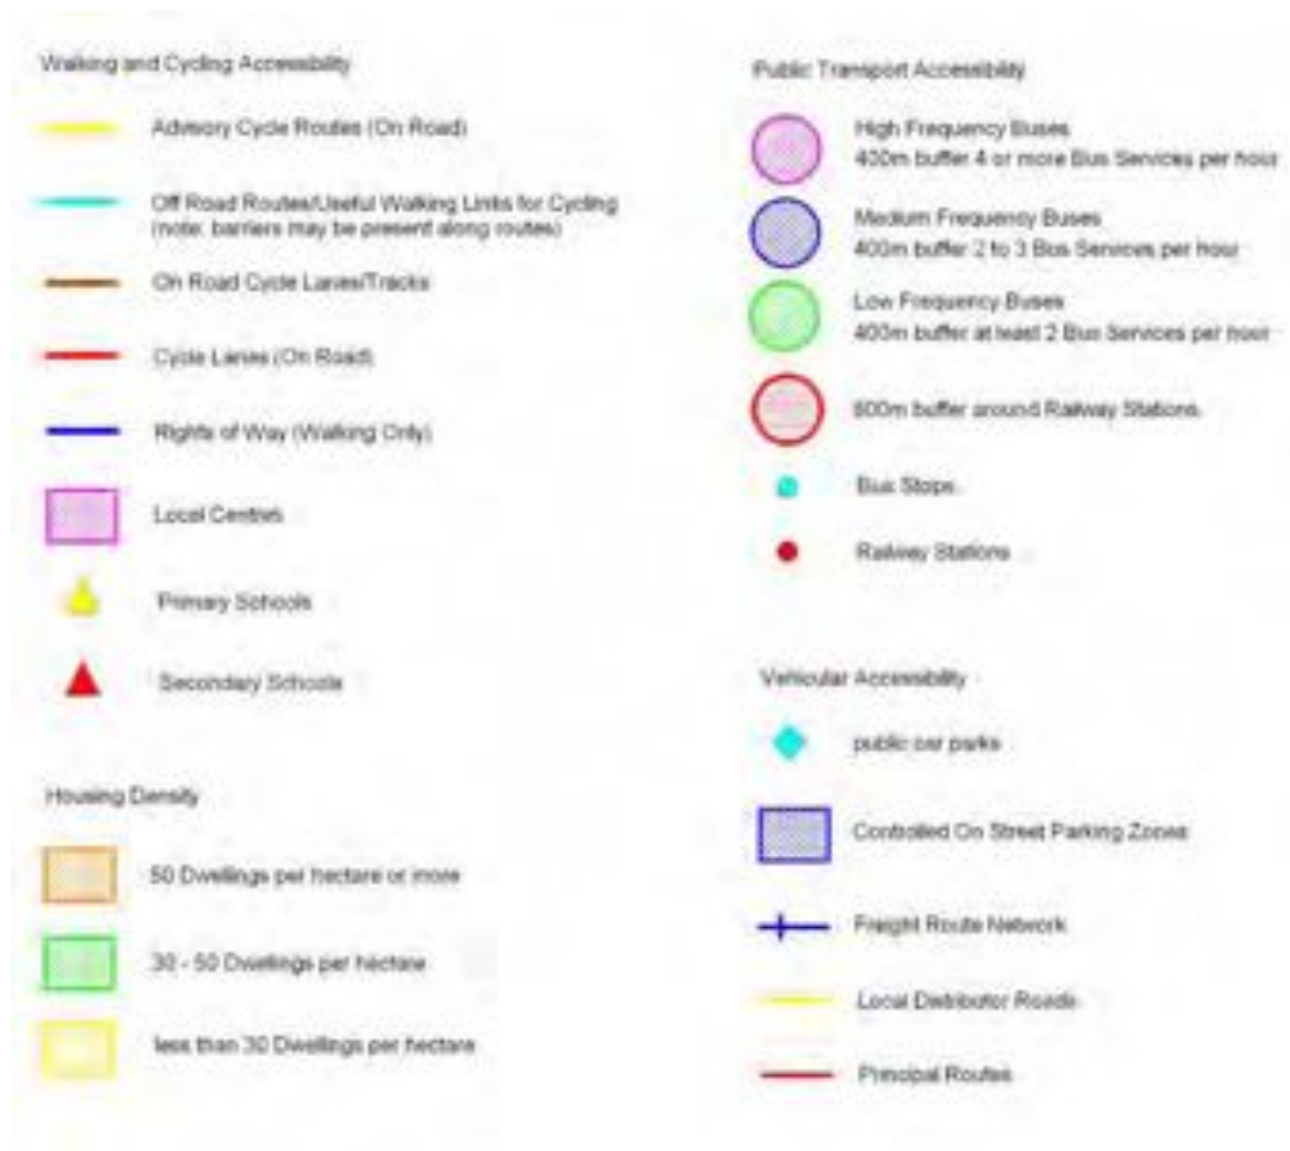 Walking and Cycling Accessibility
Advisory Cycle Routes (On Road)
Off Road Routes/Useful Walking Links for Cycling
(note: barriers may be present along routes)
On Road Cycle Lanes/Tracks
Cycle Lanes (On Road)
Rights of Way (Walking Only)
Local Centres
Primary Schools
Secondary Schools
Housing Density
50 Dwellings per hectare or more
30 - 50 Dwellings per hectare
less than 30 Dwellings per hectare
Public Transport Accessibility
High Frequency Buses
400m buffer 4 or more Bus Services per hour
Medium Frequency Buses
400m buffer 2 to 3 Bus Services per hour
Low Frequency Buses
400m buffer at least 2 Bus Services per hour
800m buffer around Railway Stations
Bus Stops
Railway Stations
Vehicular Accessibility
public car parks
Controlled On Street Parking Zones
Freight Route Network
Local Distributor Roads
Principal Routes